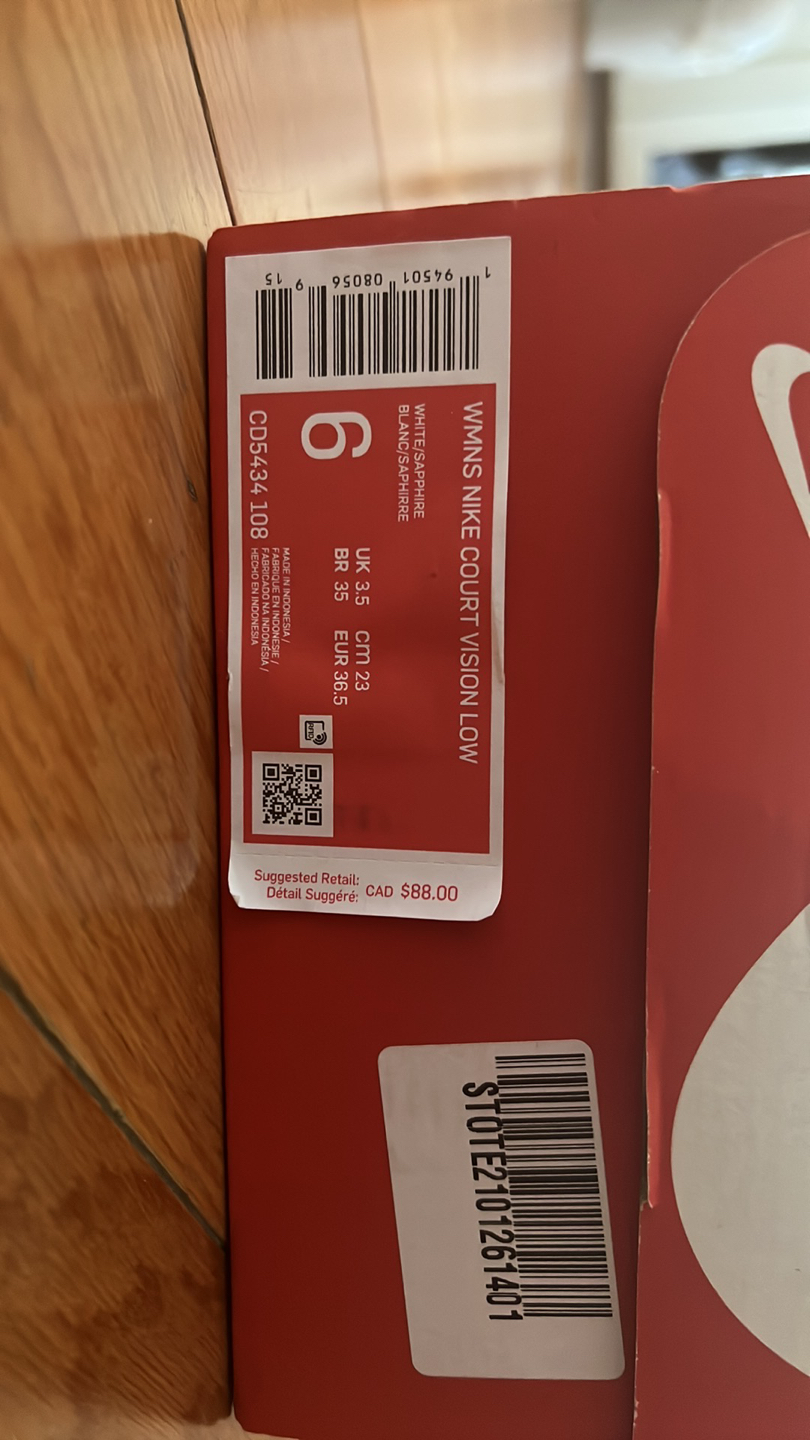 WMNS NIKE COURT VISION LOW
WHITE/SAPPHIRE
BLANC/SAPHIRRE
6
UK 3.5 cm 23
BR 35 EUR 36.5
CD5434 108
MADE IN INDONESIA /
FABRIQUE EN INDONESIE /
FABRICADO NA INDONÉSIA /
HECHO EN INDONESIA
1 94501 08056 9 15
Suggested Retail:
Détail Suggéré: CAD $88.00
STOTE2101261401